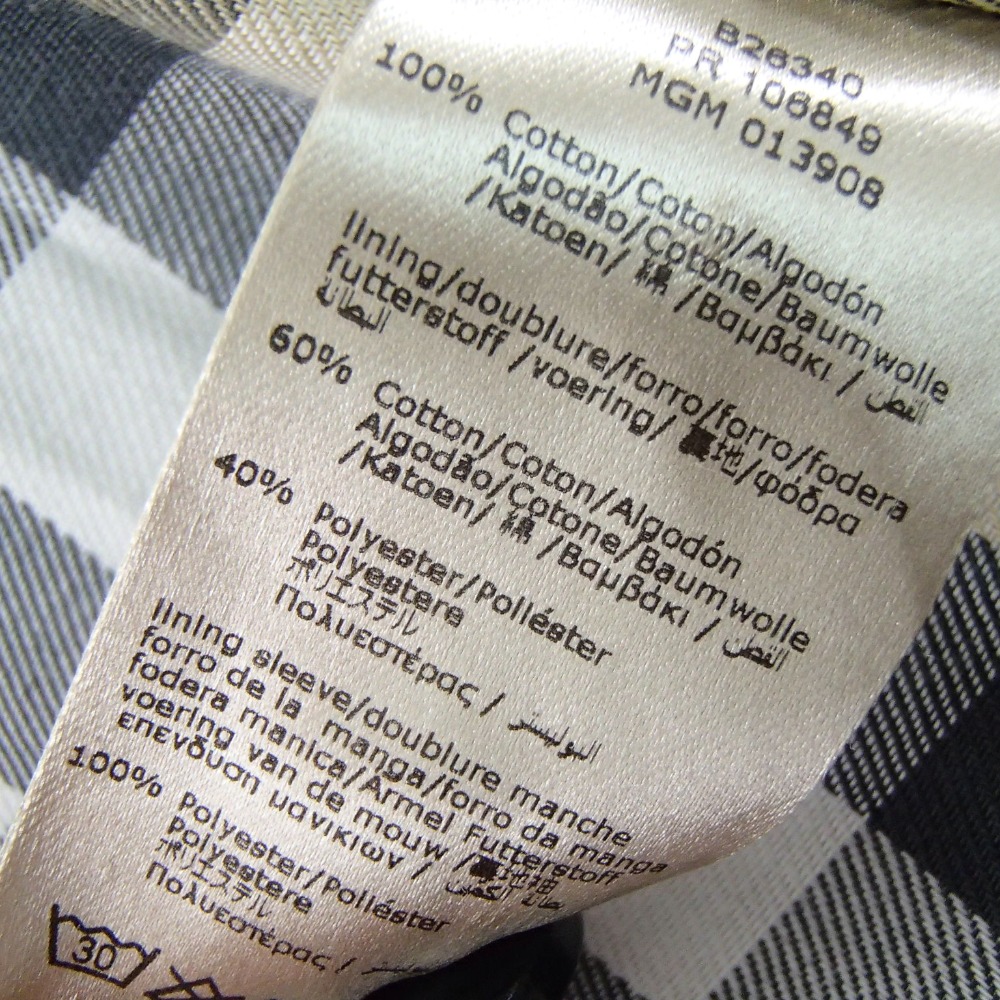 B26340
PR 106849
MGM 013908
100% Cotton/Coton/Algodón
Algodão/Cotone/Baumwolle
/Katoen/ 綿 /Βαμβάκι / القطن
lining/doublure/forro/forro/fodera
futterstoff /voering/ 裏地/φόδρα
البطانة
60% Cotton/Coton/Algodón
Algodão/Cotone/Baumwolle
/Katoen/ 綿 /Βαμβάκι / القطن
40% Polyester/Poliéster
Polyestere
ポリエステル
Πολυεστέρας / البوليستر
lining sleeve/doublure manche
forro de la manga/forro da manga
fodera manica/Armel Futterstoff
voering van de mouw /裏地袖
επενδυση μανικιων / بطانة الكمين
100% Polyester/Poliéster
Polyestere
ポリエステル
Πολυεστέρας /
30